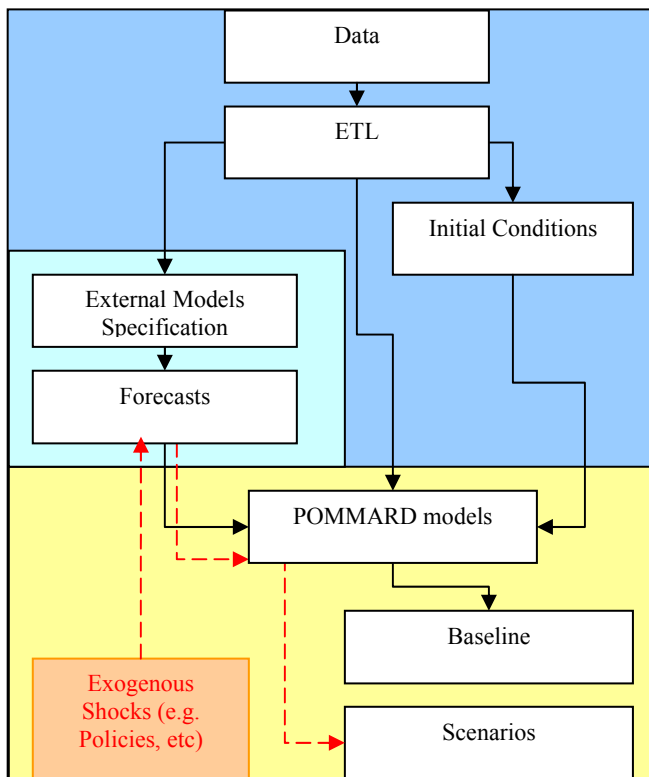 Data
ETL
Initial Conditions
External Models
Specification
Forecasts
POMMARD models
Baseline
Exogenous
Shocks (e.g.
Policies, etc)
Scenarios